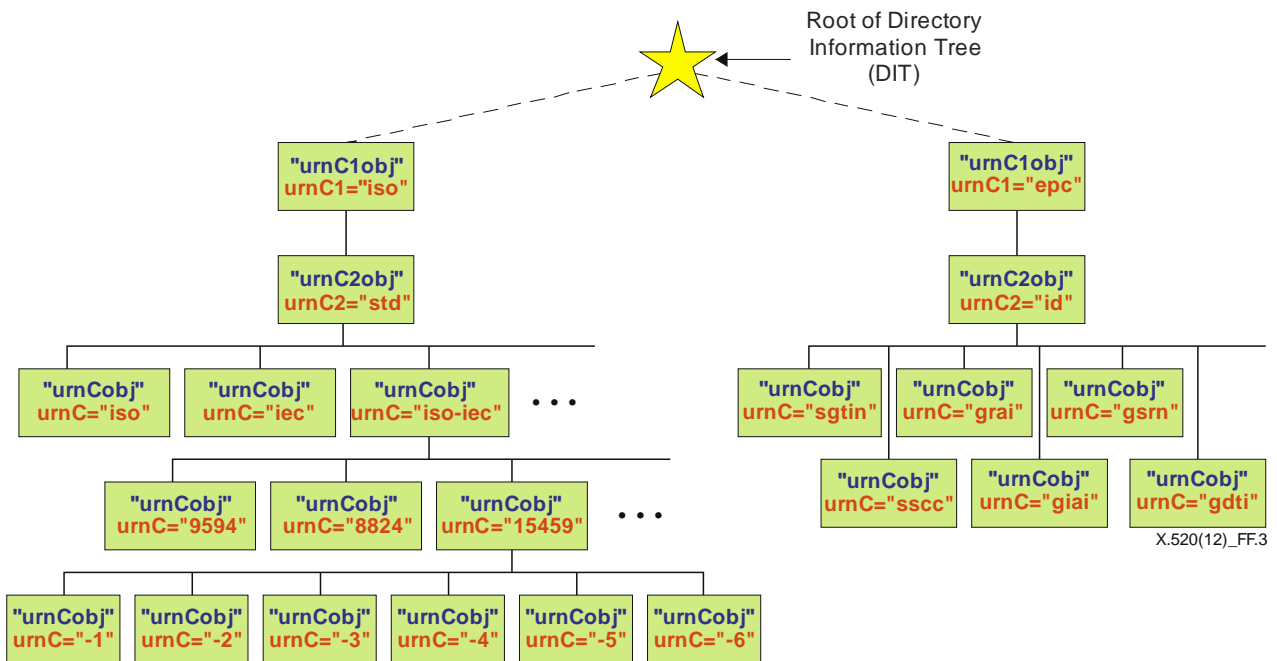 Root of Directory
Information Tree
(DIT)
"urnC1obj"
urnC1="iso"
"urnC1obj"
urnC1="epc"
"urnC2obj"
urnC2="std"
"urnC2obj"
urnC2="id"
"urnCobj"
urnC="iso"
"urnCobj"
urnC="iec"
"urnCobj"
urnC="iso-iec"
• • •
"urnCobj"
urnC="sgtin"
"urnCobj"
urnC="grai"
"urnCobj"
urnC="gsrn"
"urnCobj"
urnC="sscc"
"urnCobj"
urnC="giai"
"urnCobj"
urnC="gdti"
"urnCobj"
urnC="9594"
"urnCobj"
urnC="8824"
"urnCobj"
urnC="15459"
• • •
X.520(12)_FF.3
"urnCobj"
urnC="-1"
"urnCobj"
urnC="-2"
"urnCobj"
urnC="-3"
"urnCobj"
urnC="-4"
"urnCobj"
urnC="-5"
"urnCobj"
urnC="-6"